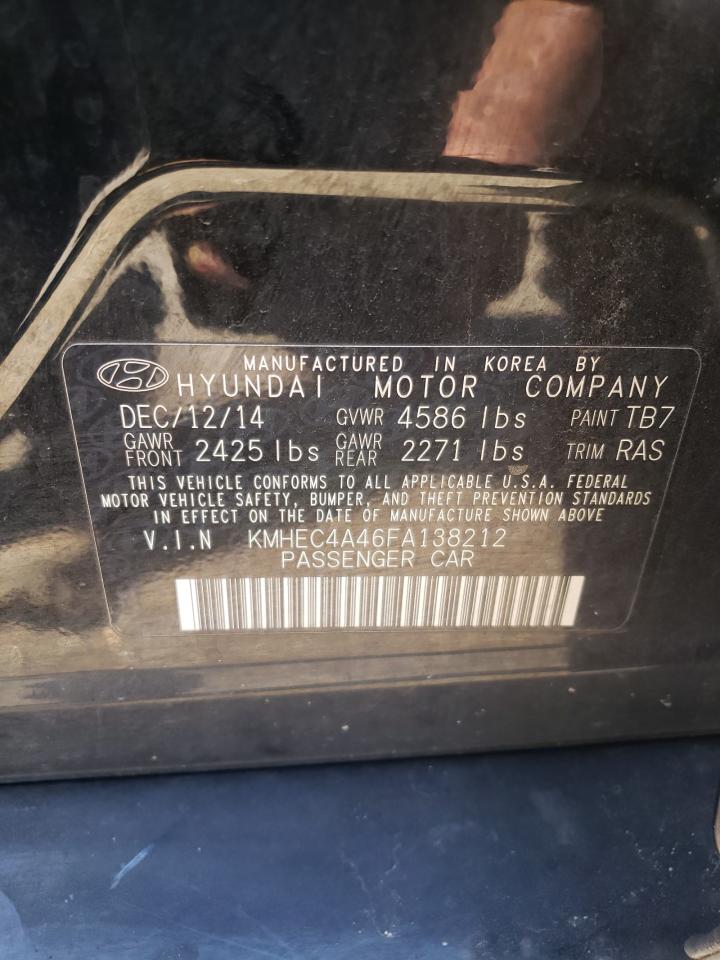 MANUFACTURED IN KOREA BY
HYUNDAI MOTOR COMPANY
DEC/12/14 GVWR 4586 lbs PAINT TB7
GAWR FRONT 2425 lbs GAWR REAR 2271 lbs TRIM RAS
THIS VEHICLE CONFORMS TO ALL APPLICABLE U.S.A. FEDERAL
MOTOR VEHICLE SAFETY, BUMPER, AND THEFT PREVENTION STANDARDS
IN EFFECT ON THE DATE OF MANUFACTURE SHOWN ABOVE
V.I.N KMHEC4A46FA138212
PASSENGER CAR